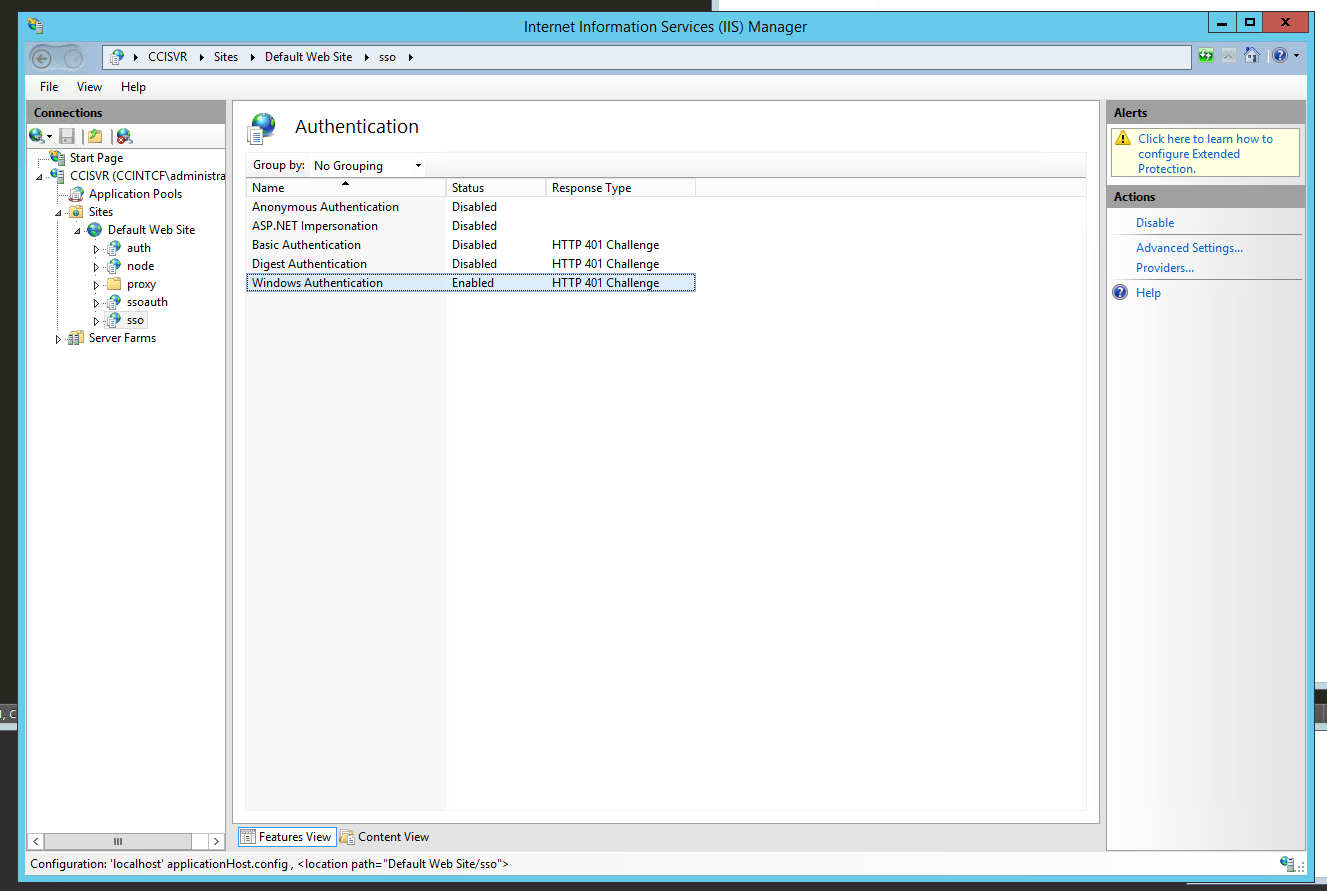 Internet Information Services (IIS) Manager
CCISVR Sites Default Web Site sso
File View Help
Connections
Start Page
CCISVR (CCINTCF\administra
Application Pools
Sites
Default Web Site
auth
node
proxy
ssoauth
sso
Server Farms
Authentication
Group by: No Grouping
Name Status Response Type
Anonymous Authentication Disabled
ASP.NET Impersonation Disabled
Basic Authentication Disabled HTTP 401 Challenge
Digest Authentication Disabled HTTP 401 Challenge
Windows Authentication Enabled HTTP 401 Challenge
Alerts
Click here to learn how to
configure Extended
Protection.
Actions
Disable
Advanced Settings...
Providers...
Help
Features View Content View
Configuration: 'localhost' applicationHost.config , <location path="Default Web Site/sso">